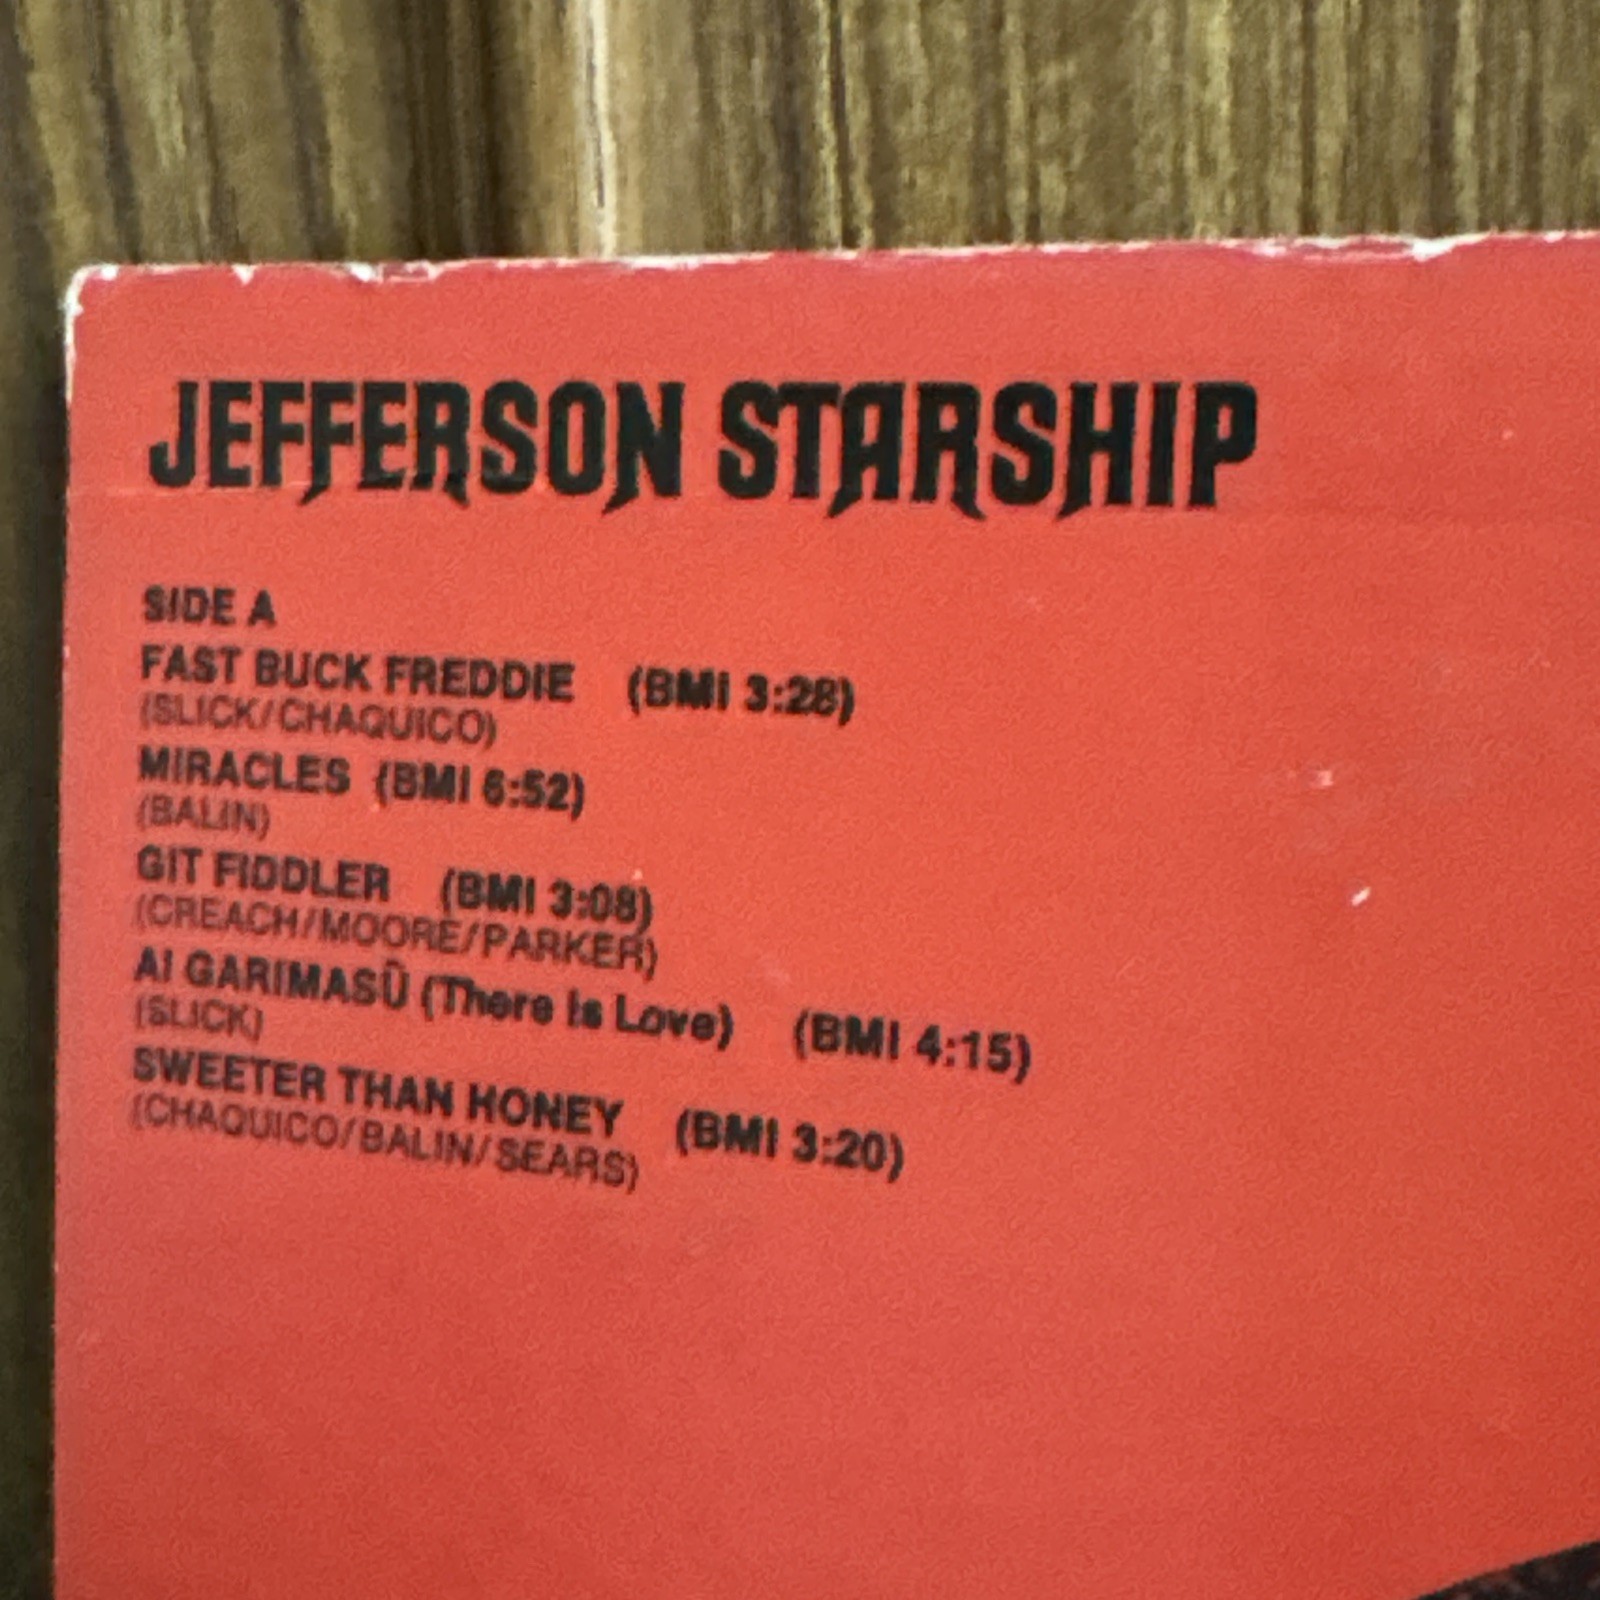 JEFFERSON STARSHIP
SIDE A
FAST BUCK FREDDIE (BMI 3:28)
(SLICK/CHAQUICO)
MIRACLES (BMI 6:52)
(BALIN)
GIT FIDDLER (BMI 3:08)
(CREACH/MOORE/PARKER)
AI GARIMASŪ (There Is Love) (BMI 4:15)
(SLICK)
SWEETER THAN HONEY (BMI 3:20)
(CHAQUICO/BALIN/SEARS)